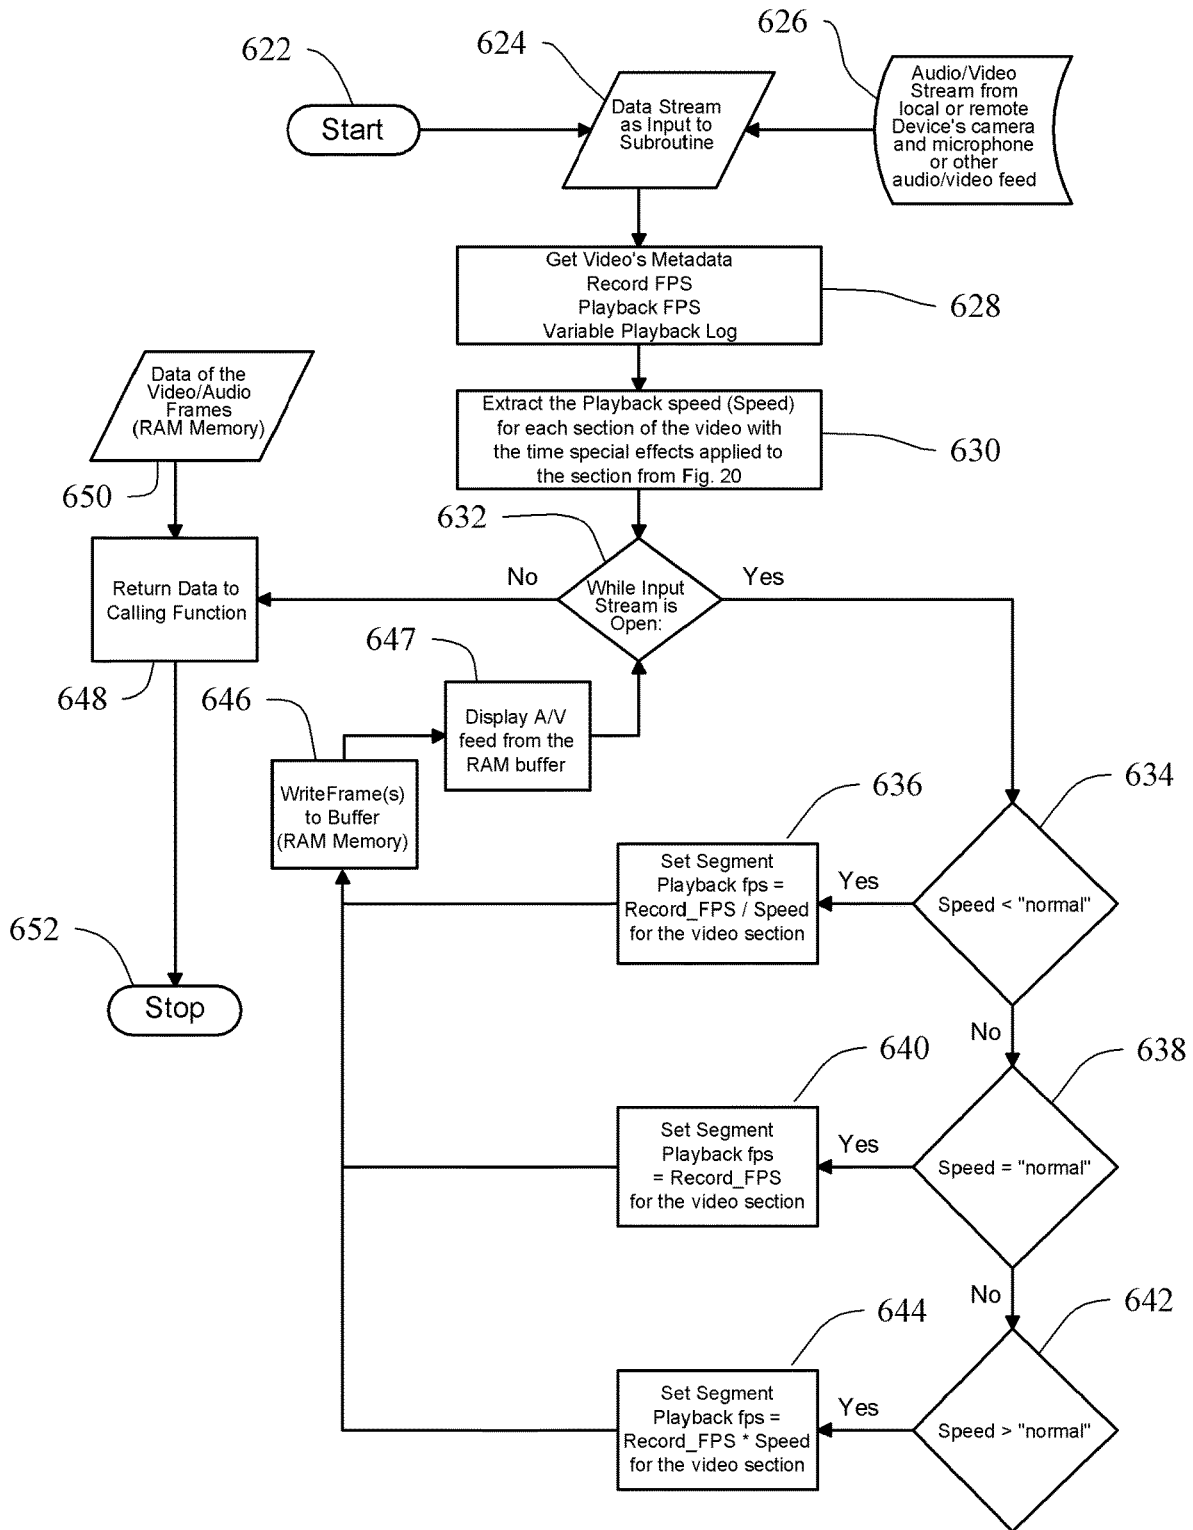 622
624
626
Start
Data Stream
as Input to
Subroutine
Audio/Video
Stream from
local or remote
Device's camera
and microphone
or other
audio/video feed
Get Video's Metadata
Record FPS
Playback FPS
Variable Playback Log
628
Data of the
Video/Audio
Frames
(RAM Memory)
650
Extract the Playback speed (Speed)
for each section of the video with
the time special effects applied to
the section from Fig. 20
630
632
No
Yes
While Input
Stream is
Open:
Return Data to
Calling Function
648
646
647
Display A/V
feed from the
RAM buffer
WriteFrame(s)
to Buffer
(RAM Memory)
636
634
Set Segment
Playback fps =
Record_FPS / Speed
for the video section
Yes
Speed < "normal"
652
Stop
No
640
638
Set Segment
Playback fps
= Record_FPS
for the video section
Yes
Speed = "normal"
No
644
642
Set Segment
Playback fps =
Record_FPS * Speed
for the video section
Yes
Speed > "normal"